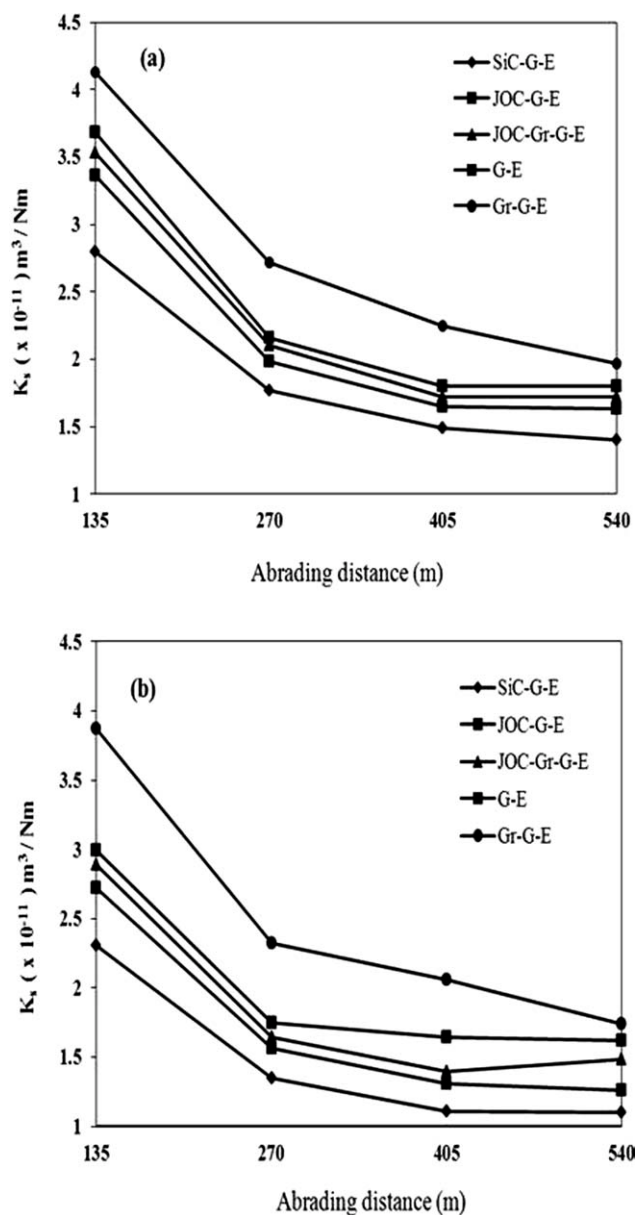 (a)
4.5
4
3.5
3
2.5
2
1.5
1
Kₛ ( x 10⁻¹¹ ) m³ / Nm
SiC-G-E
JOC-G-E
JOC-Gr-G-E
G-E
Gr-G-E
135 270 405 540
Abrading distance (m)
(b)
4.5
4
3.5
3
2.5
2
1.5
1
Kₛ ( x 10⁻¹¹ ) m³ / Nm
SiC-G-E
JOC-G-E
JOC-Gr-G-E
G-E
Gr-G-E
135 270 405 540
Abrading distance (m)